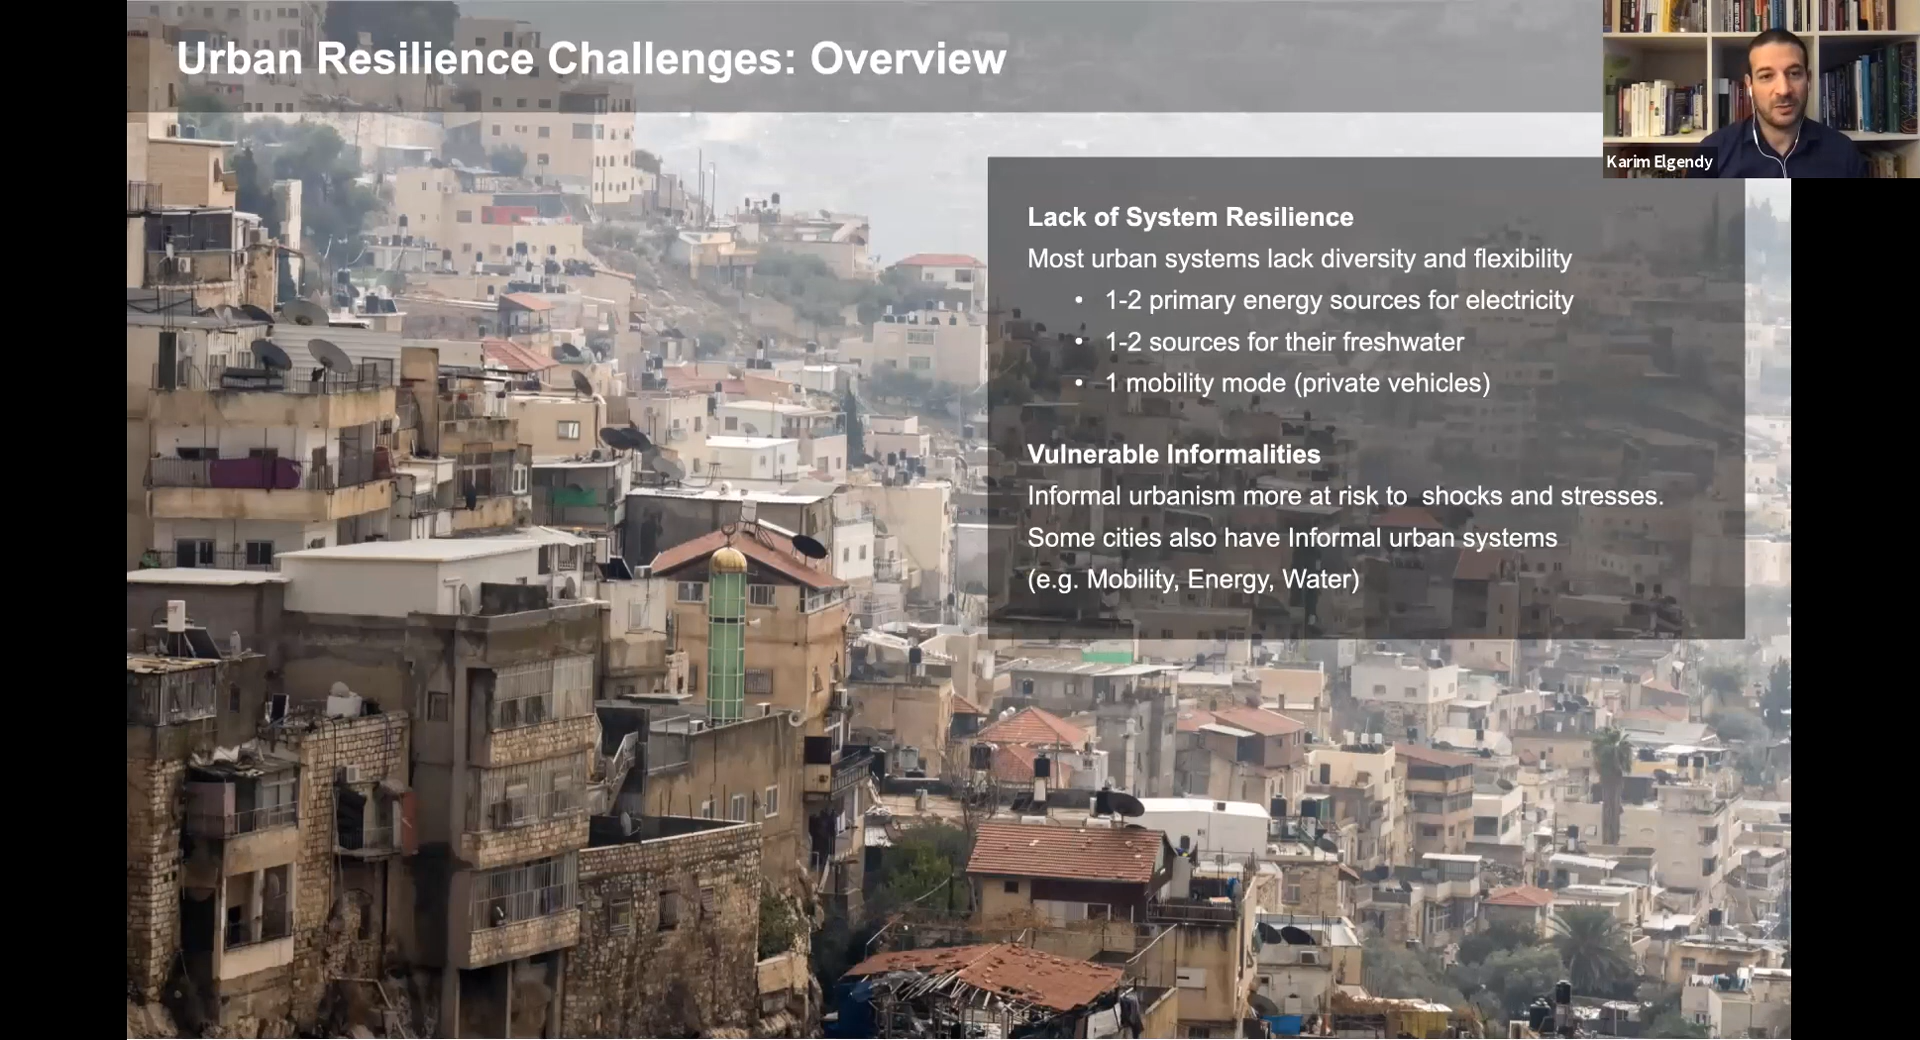 Urban Resilience Challenges: Overview
Karim Elgendy
Lack of System Resilience
Most urban systems lack diversity and flexibility
• 1-2 primary energy sources for electricity
• 1-2 sources for their freshwater
• 1 mobility mode (private vehicles)
Vulnerable Informalities
Informal urbanism more at risk to  shocks and stresses.
Some cities also have Informal urban systems
(e.g. Mobility, Energy, Water)